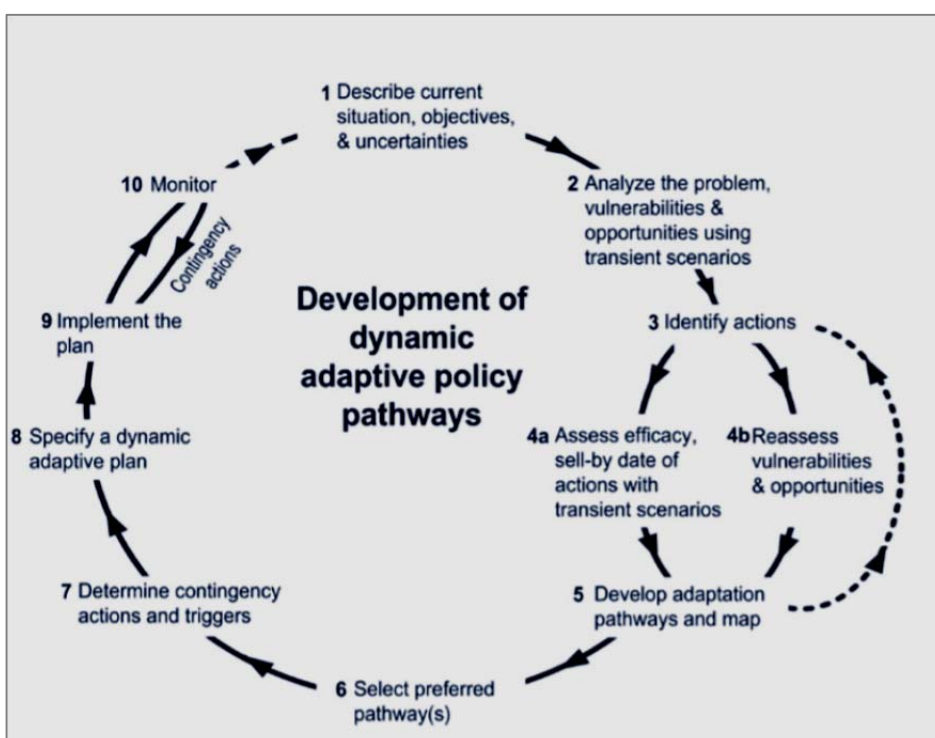 1 Describe current
situation, objectives,
& uncertainties
2 Analyze the problem,
vulnerabilities &
opportunities using
transient scenarios
3 Identify actions
4a Assess efficacy,
sell-by date of
actions with
transient scenarios
4b Reassess
vulnerabilities
& opportunities
5 Develop adaptation
pathways and map
6 Select preferred
pathway(s)
7 Determine contingency
actions and triggers
8 Specify a dynamic
adaptive plan
9 Implement the
plan
10 Monitor
Contingency
actions
Development of
dynamic
adaptive policy
pathways